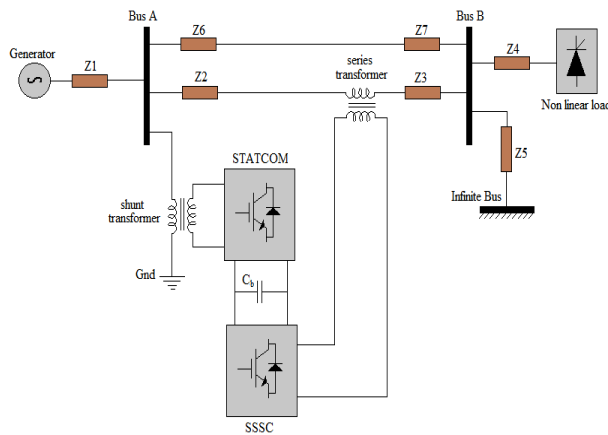 Bus A
Bus B
Z6
Z7
Z4
Generator
Z1
series
transformer
Z2
Z3
Non linear load
Z5
STATCOM
Infinite Bus
shunt
transformer
Gnd
Cb
SSSC